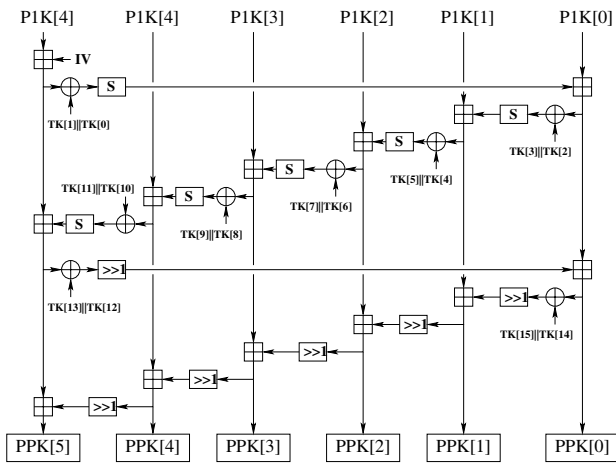 P1K[4] P1K[4] P1K[3] P1K[2] P1K[1] P1K[0]
IV
S
TK[1]||TK[0]
S
TK[3]||TK[2]
S
TK[5]||TK[4]
S
TK[7]||TK[6]
TK[11]||TK[10]
S
TK[9]||TK[8]
S
>>1
TK[13]||TK[12]
>>1
TK[15]||TK[14]
>>1
>>1
>>1
>>1
PPK[5] PPK[4] PPK[3] PPK[2] PPK[1] PPK[0]